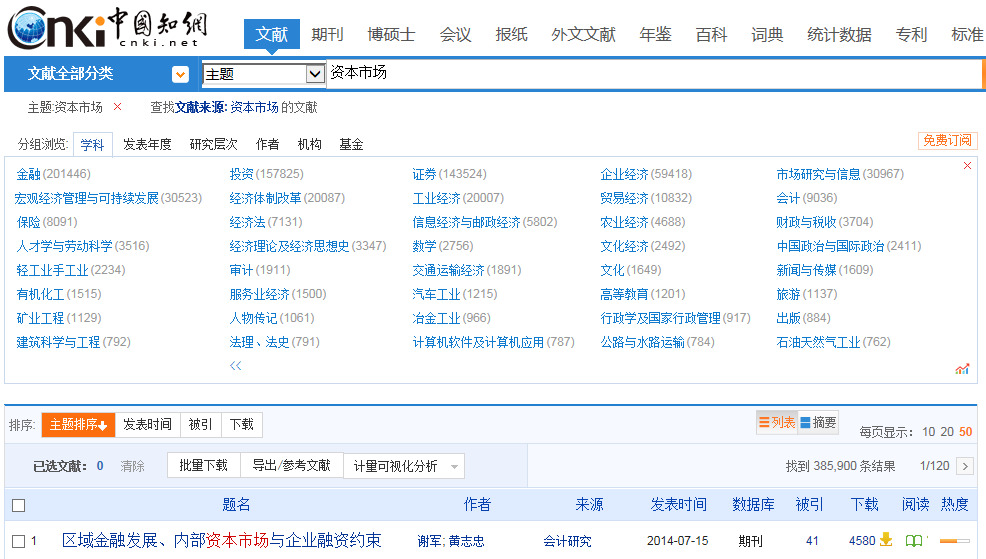 Cnki 中國知網
cnki.net
文献 期刊 博硕士 会议 报纸 外文文献 年鉴 百科 词典 统计数据 专利 标准
文献全部分类 主题 资本市场
主题:资本市场 × 查找文献来源: 资本市场 的文献
分组浏览: 学科 发表年度 研究层次 作者 机构 基金 免费订阅
金融(201446) 投资(157825) 证券(143524) 企业经济(59418) 市场研究与信息(30967)
宏观经济管理与可持续发展(30523) 经济体制改革(20087) 工业经济(20007) 贸易经济(10832) 会计(9036)
保险(8091) 经济法(7131) 信息经济与邮政经济(5802) 农业经济(4688) 财政与税收(3704)
人才学与劳动科学(3516) 经济理论及经济思想史(3347) 数学(2756) 文化经济(2492) 中国政治与国际政治(2411)
轻工业手工业(2234) 审计(1911) 交通运输经济(1891) 文化(1649) 新闻与传媒(1609)
有机化工(1515) 服务业经济(1500) 汽车工业(1215) 高等教育(1201) 旅游(1137)
矿业工程(1129) 人物传记(1061) 冶金工业(966) 行政学及国家行政管理(917) 出版(884)
建筑科学与工程(792) 法理、法史(791) 计算机软件及计算机应用(787) 公路与水路运输(784) 石油天然气工业(762)
排序: 主题排序 发表时间 被引 下载 列表 摘要 每页显示: 10 20 50
已选文献: 0 清除 批量下载 导出/参考文献 计量可视化分析 找到 385,900 条结果 1/120
题名 作者 来源 发表时间 数据库 被引 下载 阅读 热度
1 区域金融发展、内部资本市场与企业融资约束 谢军; 黄志忠 会计研究 2014-07-15 期刊 41 4580